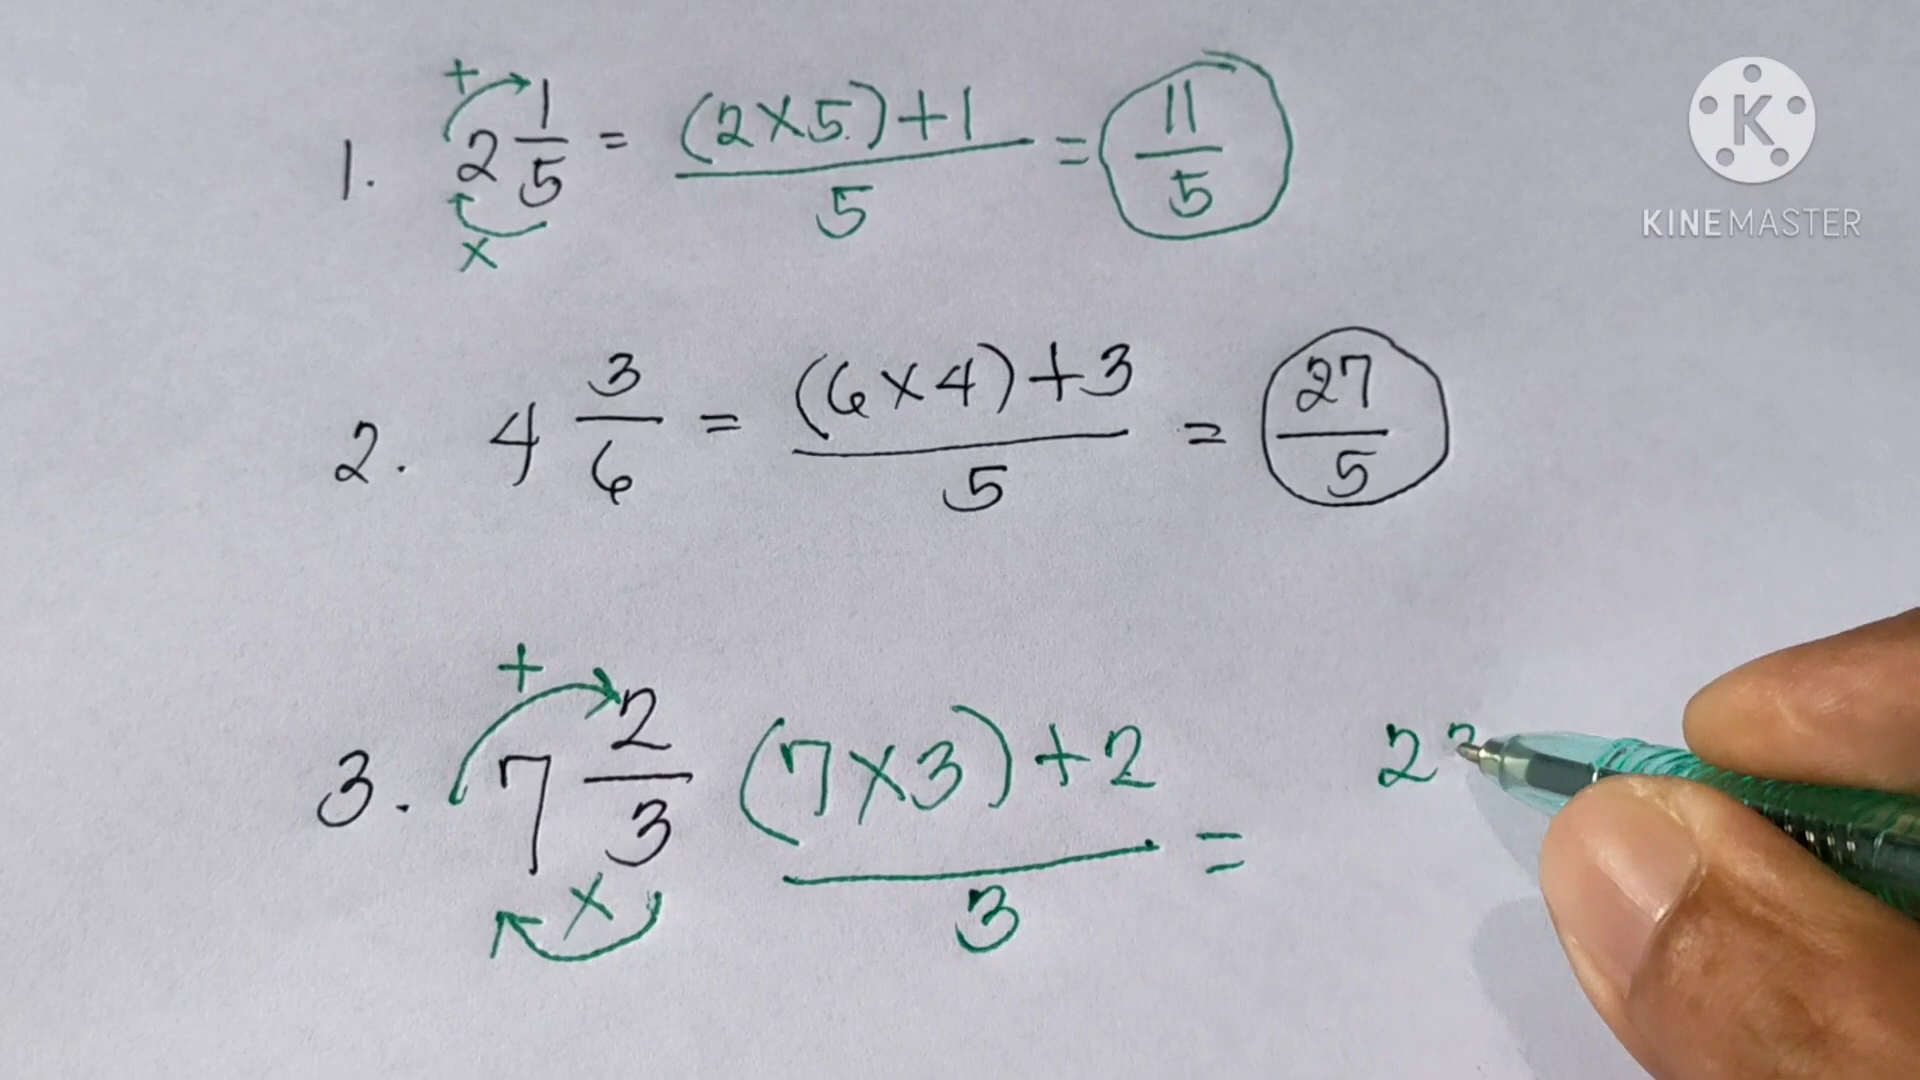 1. 2 1/5 = (2×5)+1 / 5 = 11/5
+
×
KINEMASTER
2. 4 3/6 = (6×4)+3 / 5 = 27/5
3. 7 2/3 (7×3)+2 / 3 = 2
+
×